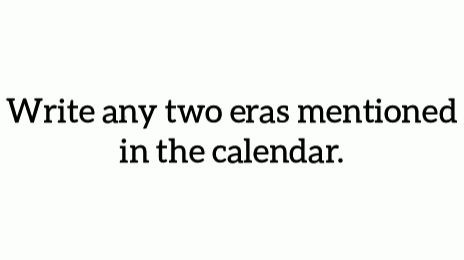 Write any two eras mentioned
in the calendar.